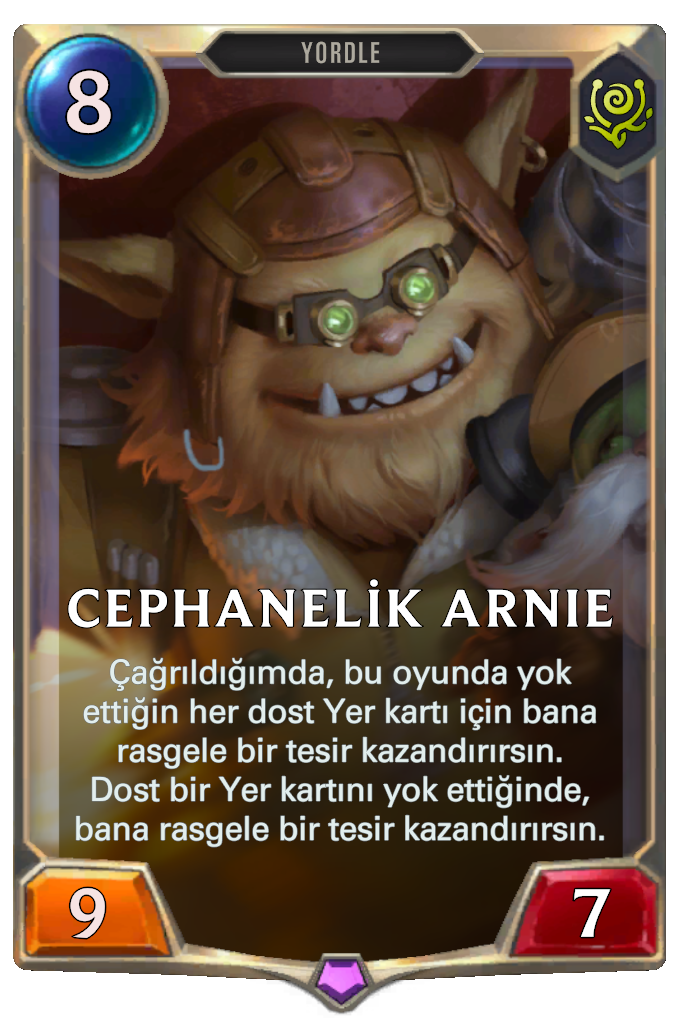 8
YORDLE
CEPHANELİK ARNIE
Çağrıldığımda, bu oyunda yok
ettiğin her dost Yer kartı için bana
rasgele bir tesir kazandırırsın.
Dost bir Yer kartını yok ettiğinde,
bana rasgele bir tesir kazandırırsın.
9
7